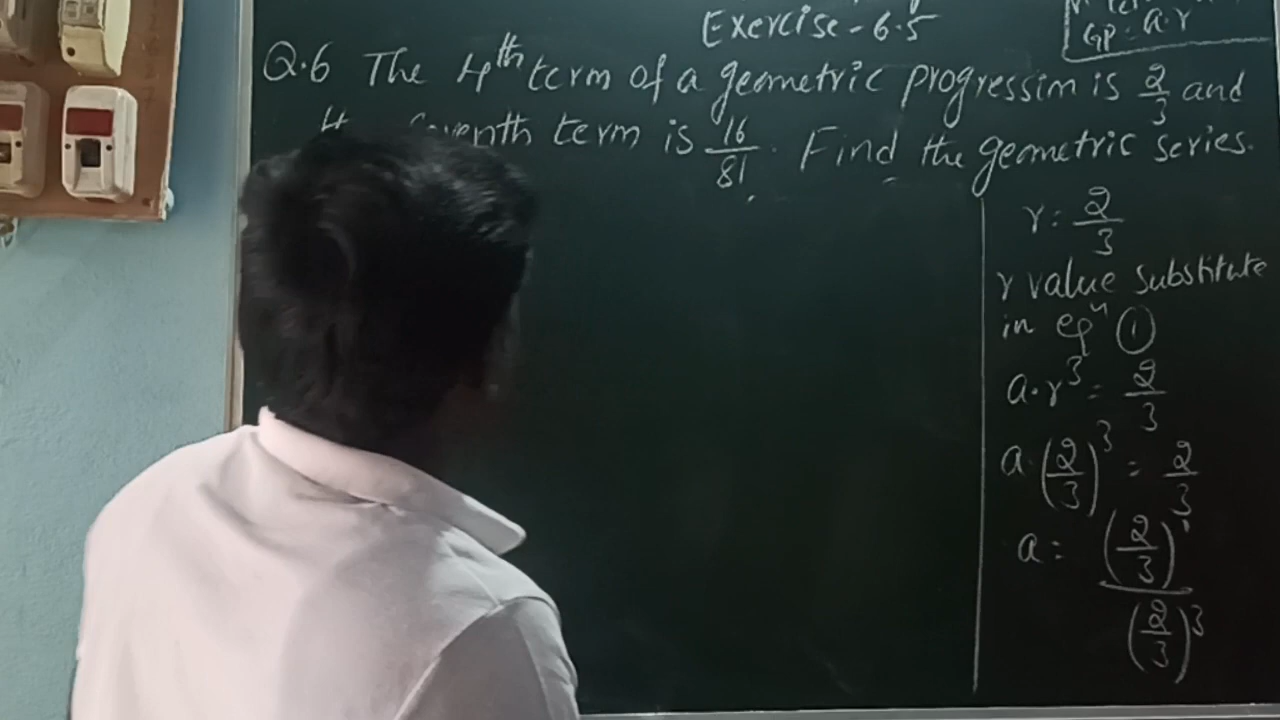 Exercise-6.5
GP: a.r
Q.6 The 4th term of a geometric progression is 2/3 and
term is 16/81. Find the geometric series.
r = 2/3
r value substitute
in eqn ①
a.r^3 = 2/3
a.(2/3)^3 = 2/3
a = (2/3)/(2/3)^3